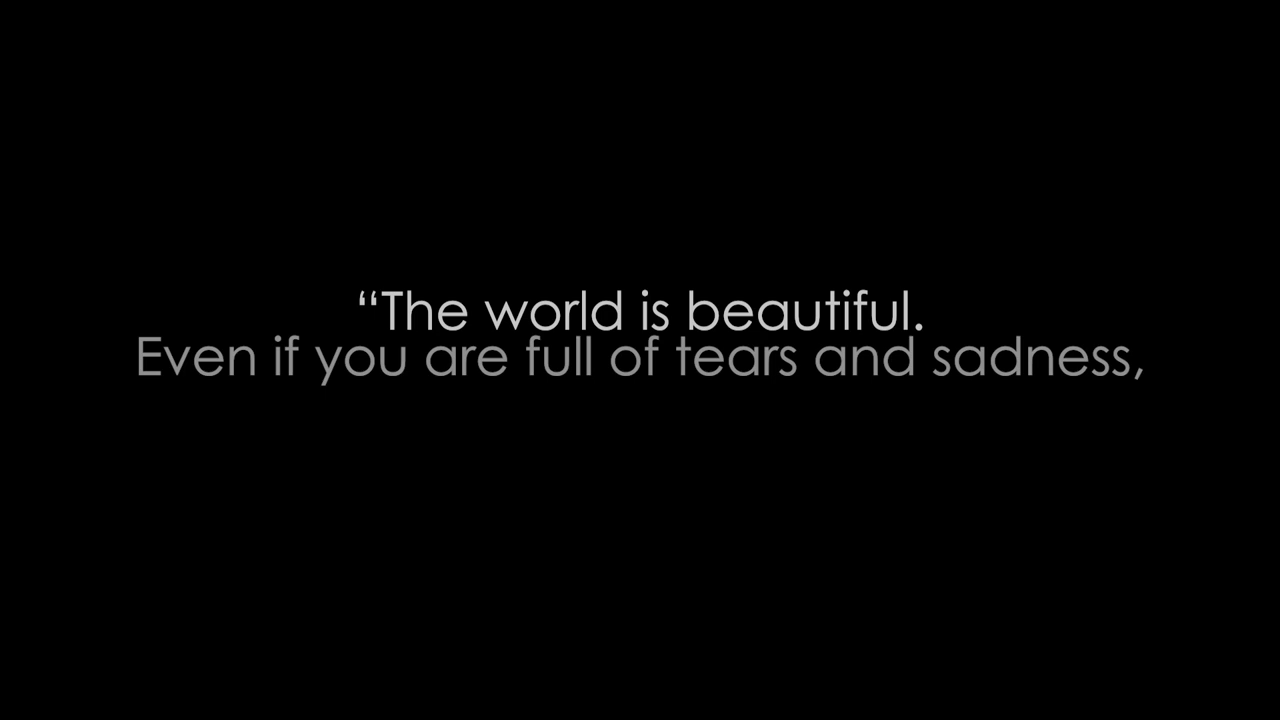 “The world is beautiful.
Even if you are full of tears and sadness,